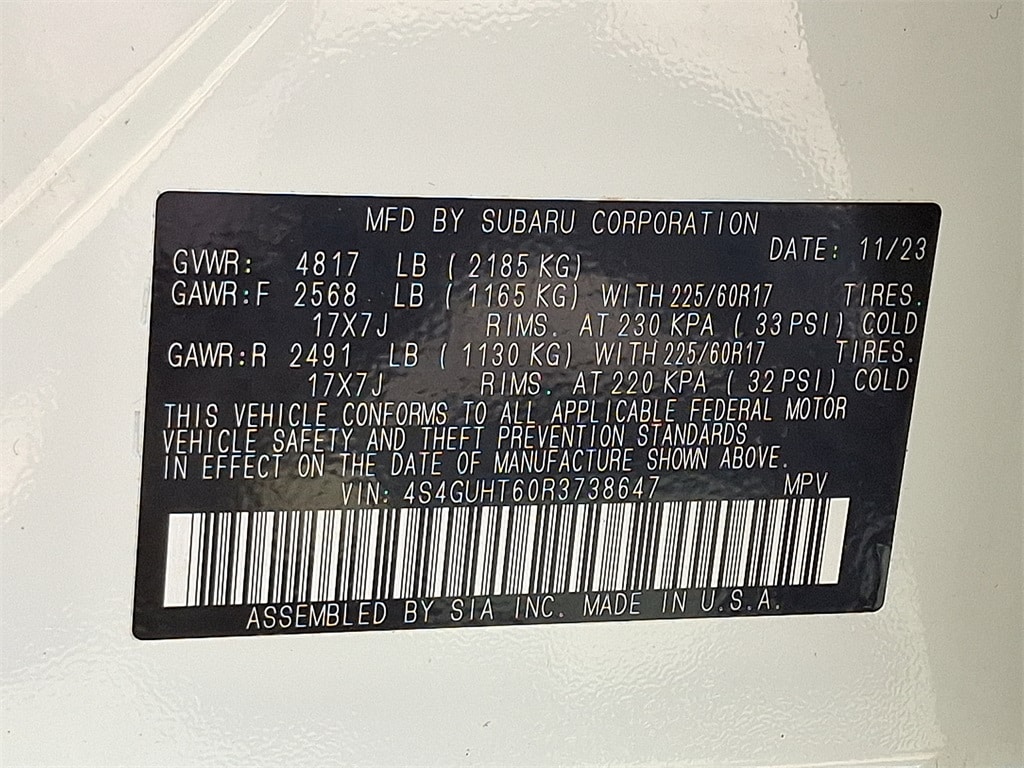 MFD BY SUBARU CORPORATION
DATE: 11/23
GVWR: 4817 LB ( 2185 KG)
GAWR:F 2568 LB ( 1165 KG) WITH 225/60R17 TIRES.
17X7J RIMS. AT 230 KPA ( 33 PSI) COLD
GAWR:R 2491 LB ( 1130 KG) WITH 225/60R17 TIRES.
17X7J RIMS. AT 220 KPA ( 32 PSI) COLD
THIS VEHICLE CONFORMS TO ALL APPLICABLE FEDERAL MOTOR
VEHICLE SAFETY AND THEFT PREVENTION STANDARDS
IN EFFECT ON THE DATE OF MANUFACTURE SHOWN ABOVE.
VIN: 4S4GUHT60R3738647 MPV
ASSEMBLED BY SIA INC. MADE IN U.S.A.